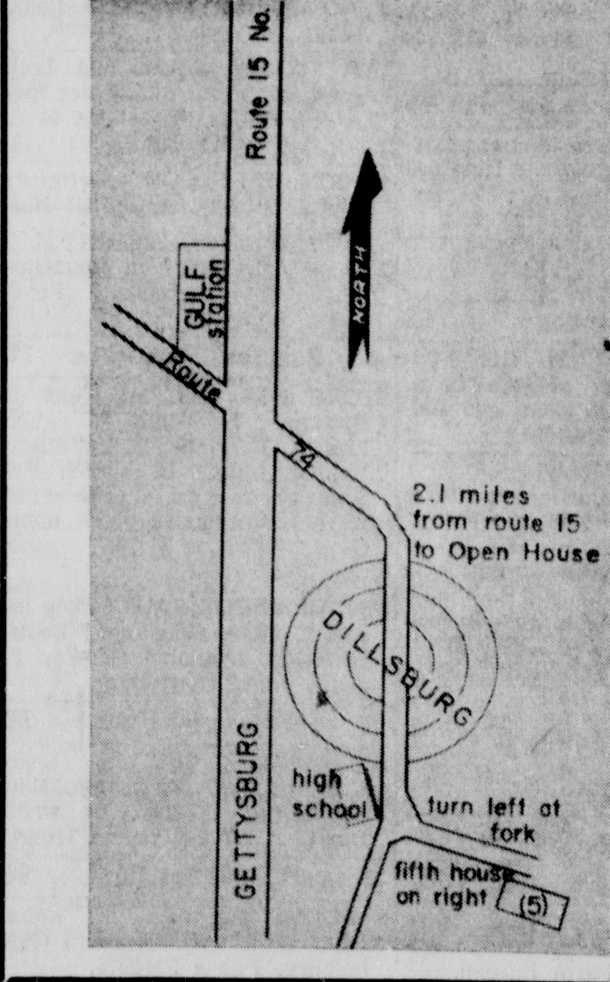 Route 15 No.
NORTH
GULF
station
Route
74
2.1 miles
from route 15
to Open House
DILLSBURG
GETTYSBURG
high
school
turn left at
fork
fifth house
on right
(5)